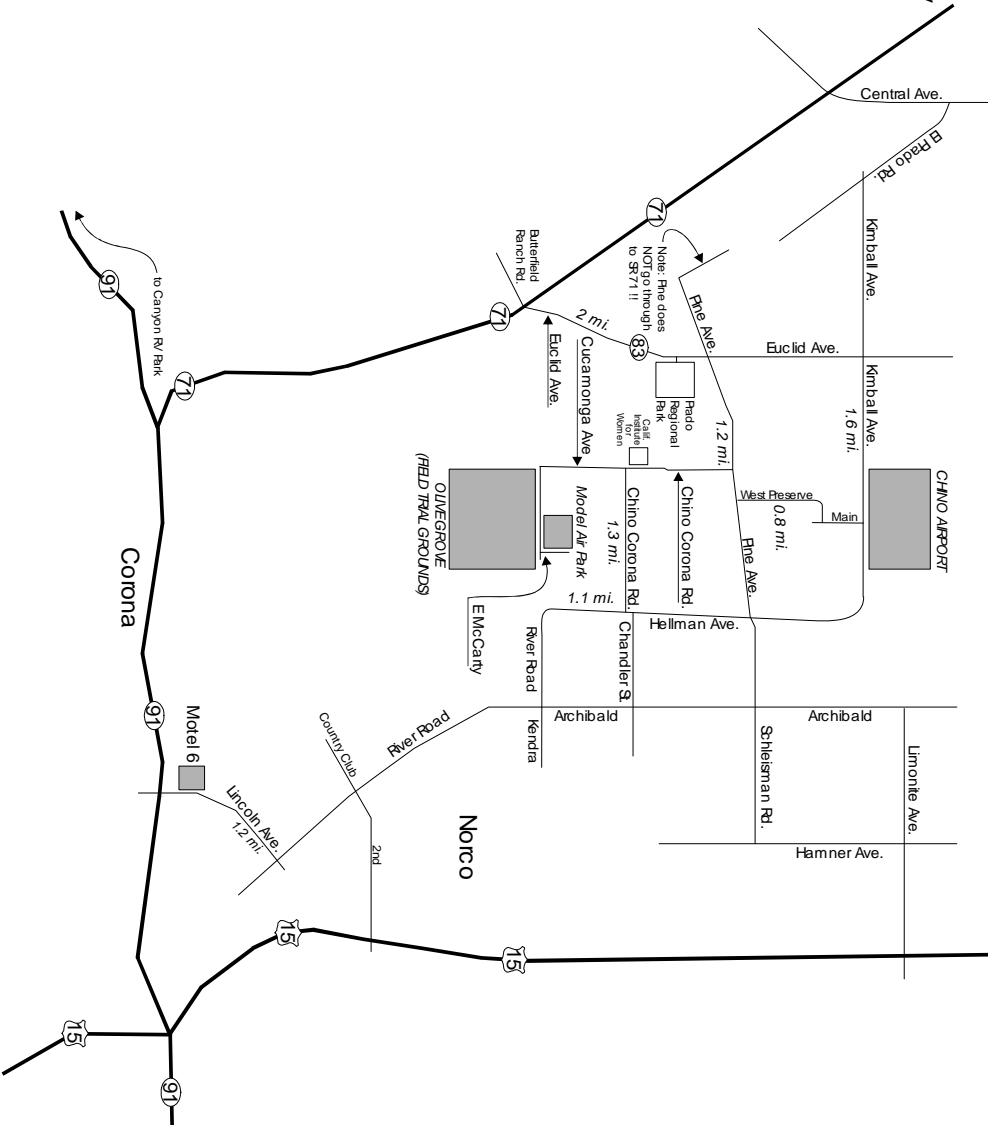 Central Ave.
El Prado Rd.
Kimball Ave.
71
Note: Pine does
NOT go through
to SR71 !!
Butterfield
Ranch Rd.
Pine Ave.
91
to Canyon RV Park
71
71
2 mi.
83
Euclid Ave.
Euclid Ave.
Kimball Ave.
1.6 mi.
Prado
Regional
Park
Calif.
Institute
for
Women
Cucamonga Ave
1.2 mi.
CHINO AIRPORT
West Preserve
0.8 mi.
Main
OLIVEGROVE
(FIELD TRIAL GROUNDS)
Model Air Park
Chino Corona Rd.
1.3 mi.
Chino Corona Rd.
Pine Ave.
Corona
1.1 mi.
E McCarty
Hellman Ave.
River Road
Chandler St.
91
Motel 6
Country Club
River Road
Kendra
Archibald
Archibald
Schleisman Rd.
Limonite Ave.
Lincoln Ave.
1.2 mi.
2nd
Norco
Hamner Ave.
15
15
15
91